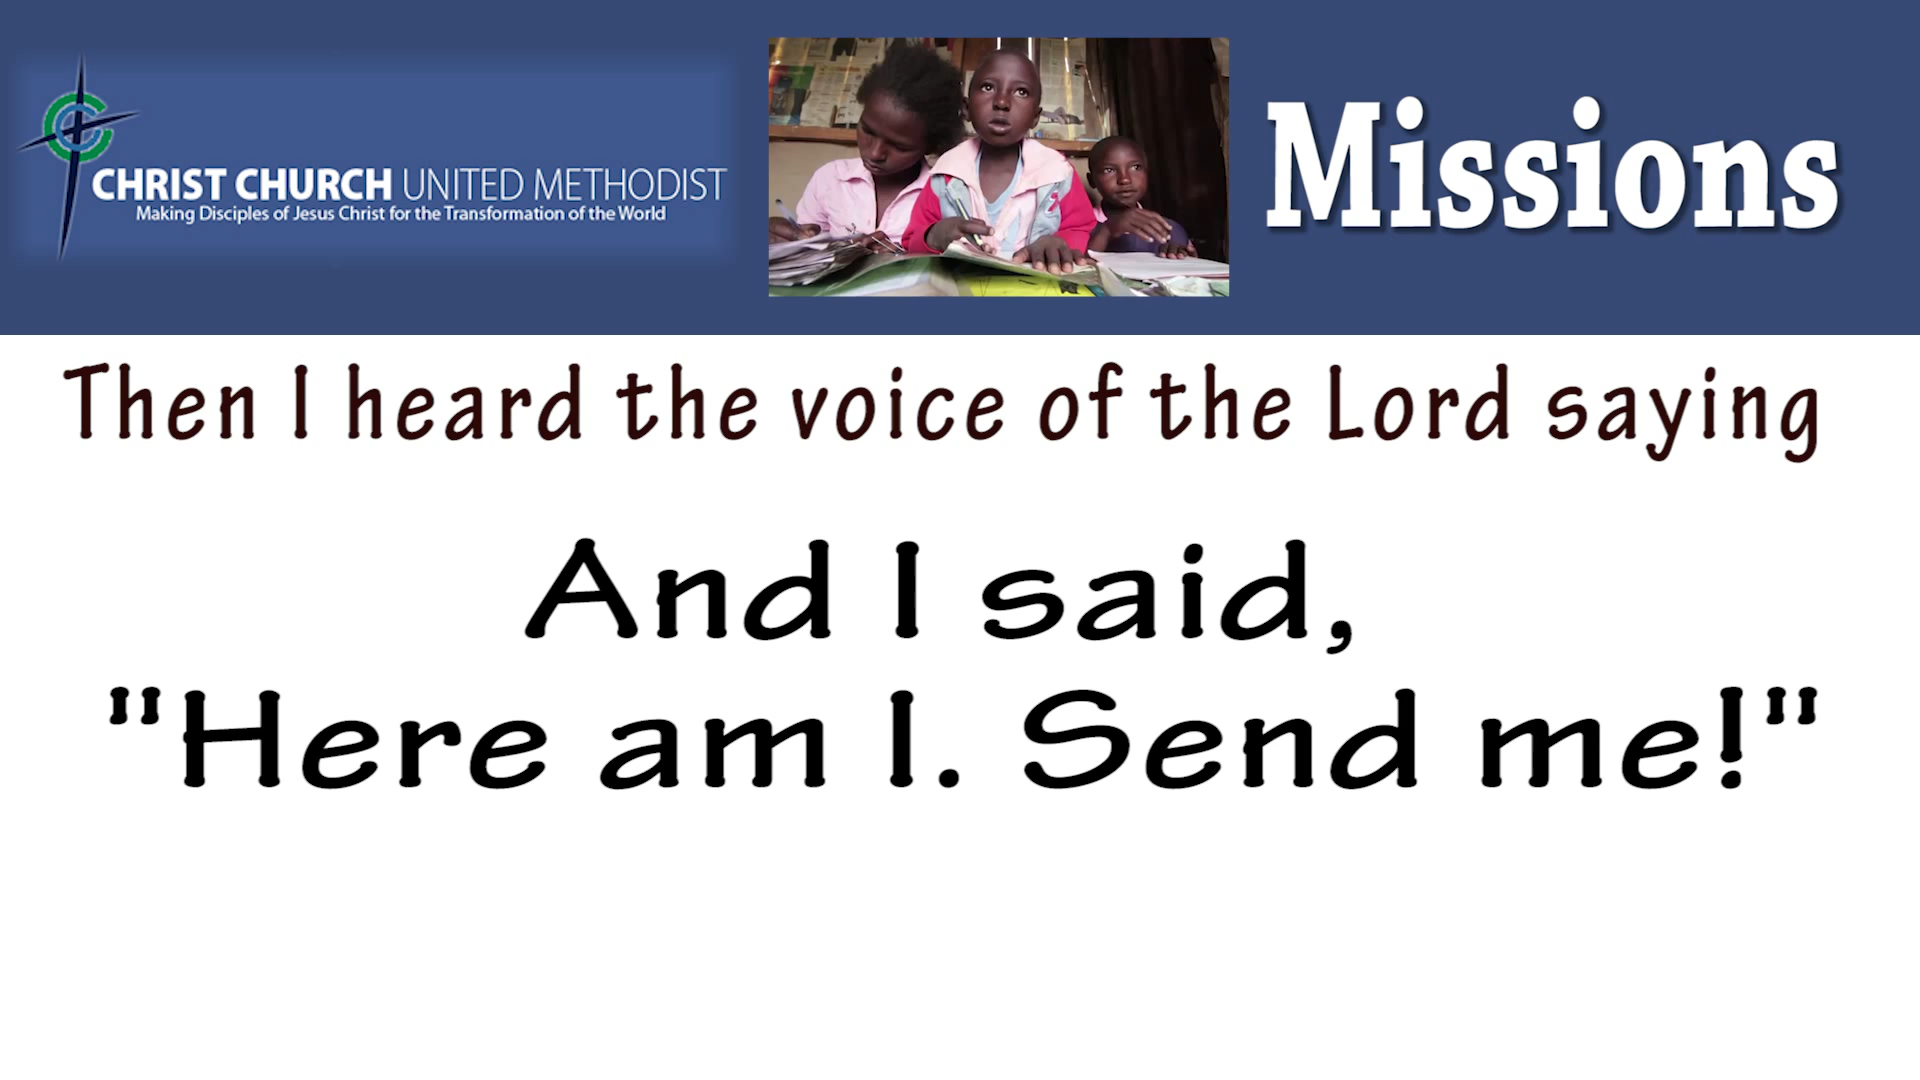 CHRIST CHURCH UNITED METHODIST
Making Disciples of Jesus Christ for the Transformation of the World
Missions
Then I heard the voice of the Lord saying
And I said,
"Here am I. Send me!"